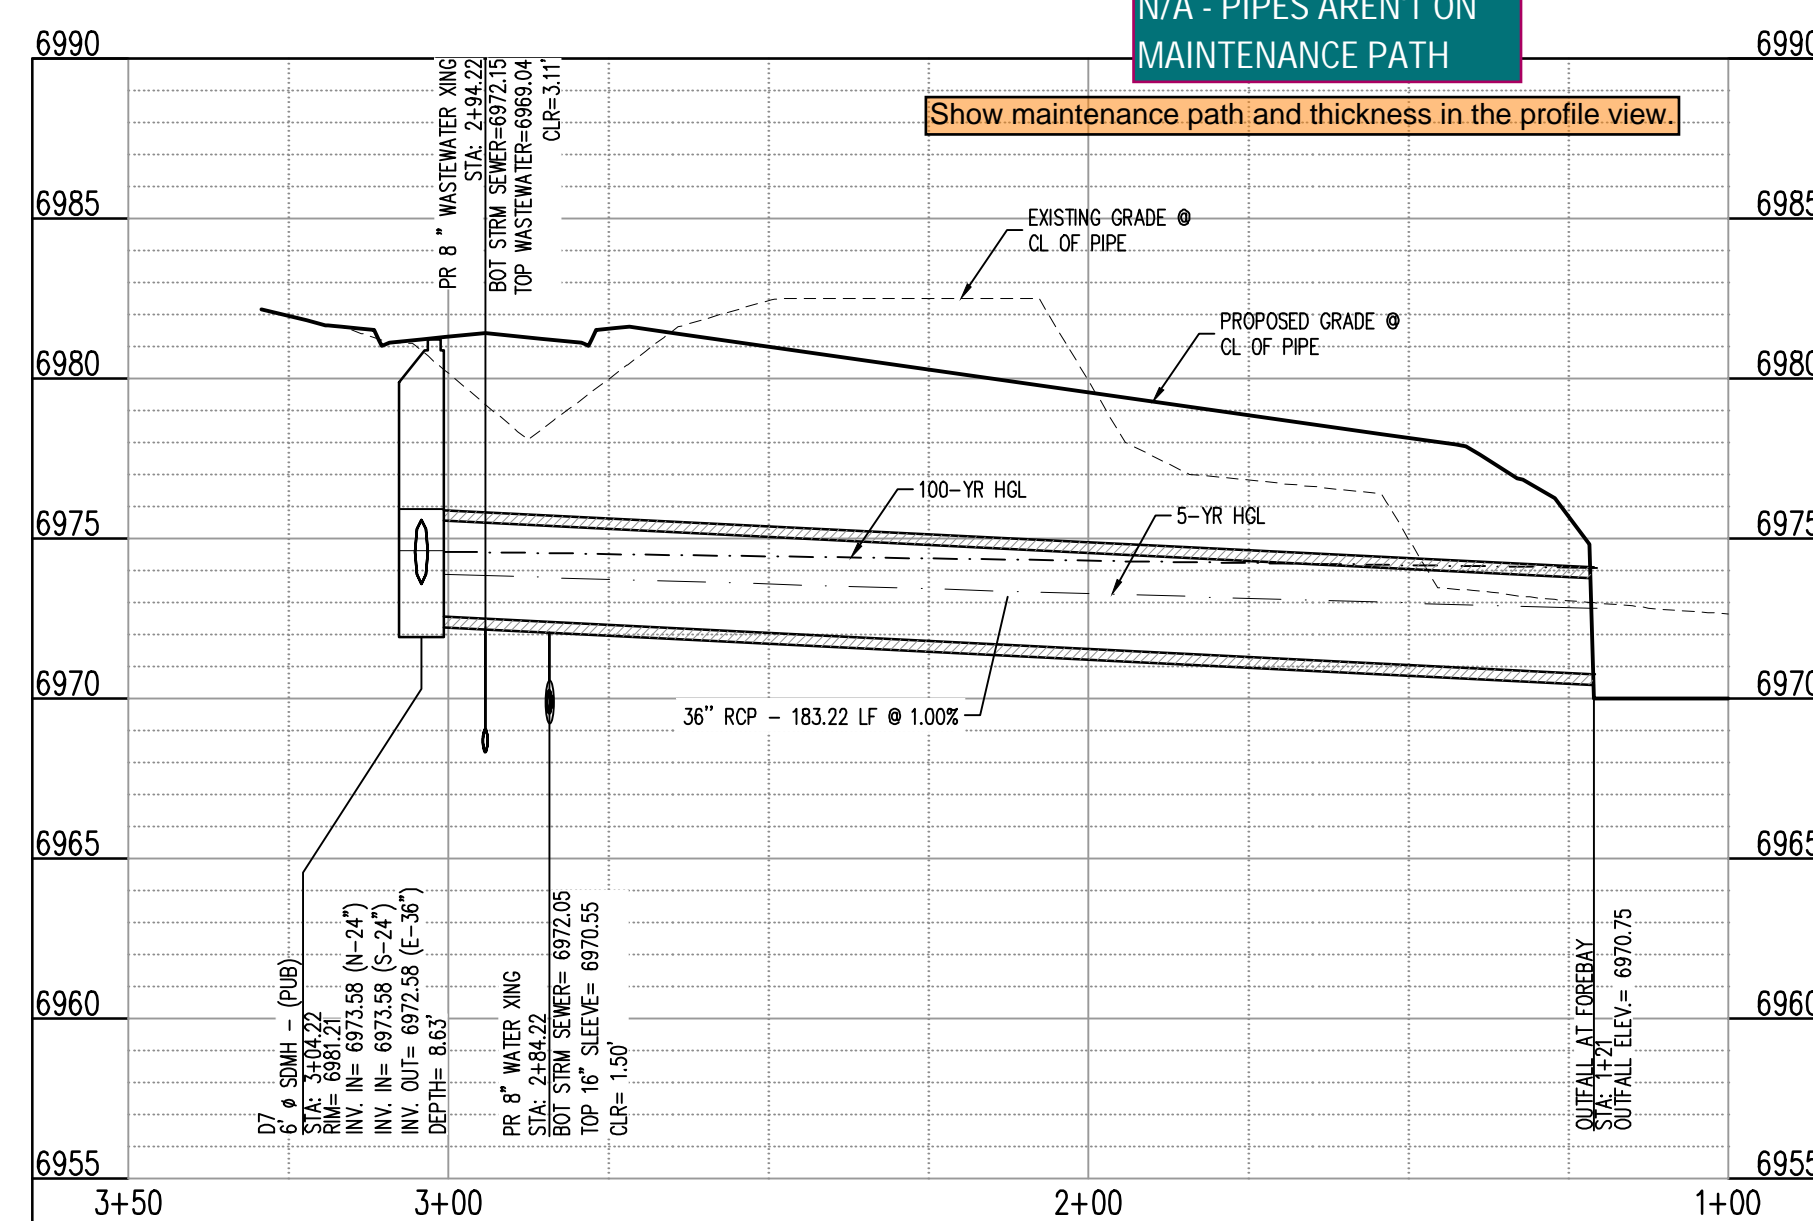 N/A - PIPES AREN'T ON
MAINTENANCE PATH
Show maintenance path and thickness in the profile view.
6990
6990
6985
6985
6980
6980
6975
6975
6970
6970
6965
6965
6960
6960
6955
6955
PR 8 " WASTEWATER XING
STA: 2+94.22
BOT STRM SEWER=6972.15
TOP WASTEWATER=6969.04
CLR=3.11'
EXISTING GRADE @
CL OF PIPE
PROPOSED GRADE @
CL OF PIPE
100-YR HGL
5-YR HGL
36" RCP - 183.22 LF @ 1.00%
D7
6' ø SDMH - (PUB)
STA: 3+04.22
RIM= 6981.21
INV. IN= 6973.58 (N-24")
INV. IN= 6973.58 (S-24")
INV. OUT= 6972.58 (E-36")
DEPTH= 8.63'
PR 8" WATER XING
STA: 2+84.22
BOT STRM SEWER= 6972.05
TOP 16" SLEEVE= 6970.55
CLR= 1.50'
OUTFALL AT FOREBAY
STA: 1+21
OUTFALL ELEV.= 6970.75
3+50
3+00
2+00
1+00